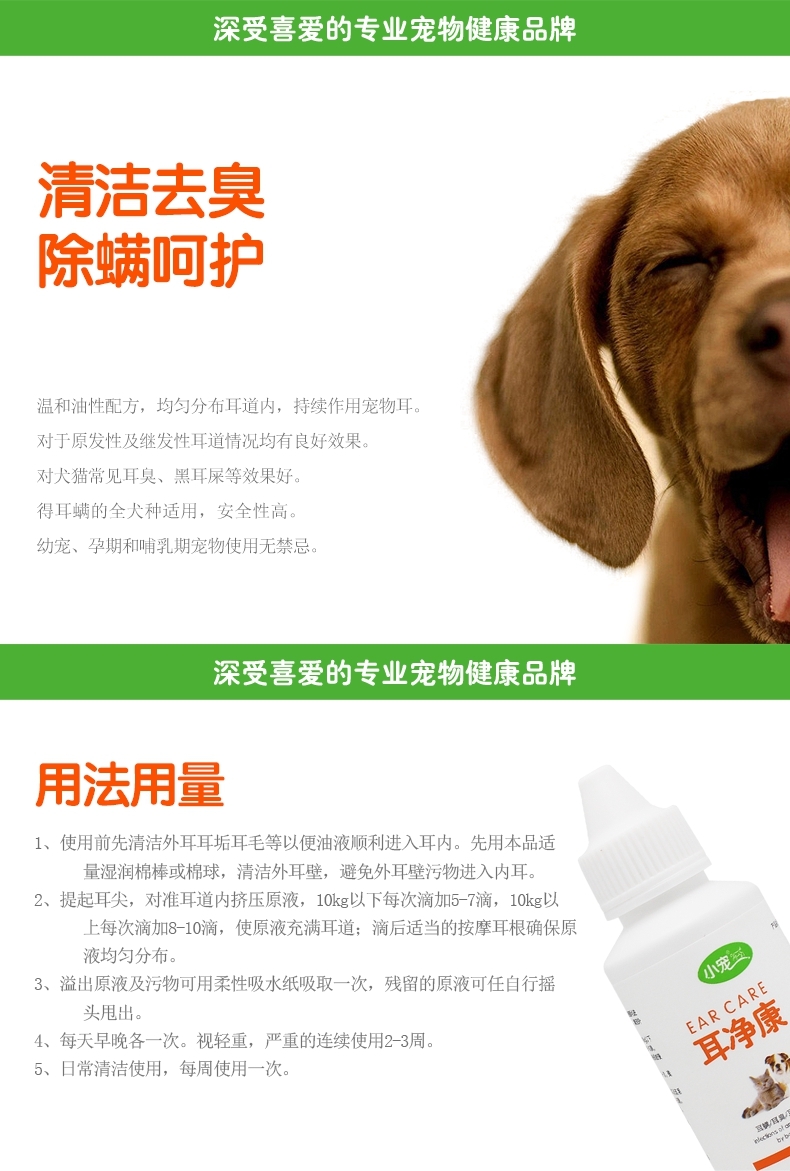 深受喜爱的专业宠物健康品牌
清洁去臭
除螨呵护
温和油性配方，均匀分布耳道内，持续作用宠物耳。
对于原发性及继发性耳道情况均有良好效果。
对犬猫常见耳臭、黑耳屎等效果好。
得耳螨的全犬种适用，安全性高。
幼宠、孕期和哺乳期宠物使用无禁忌。
深受喜爱的专业宠物健康品牌
用法用量
1、使用前先清洁外耳耳垢耳毛等以便油液顺利进入耳内。先用本品适
量湿润棉棒或棉球，清洁外耳壁，避免外耳壁污物进入内耳。
2、提起耳尖，对准耳道内挤压原液，10kg以下每次滴加5-7滴，10kg以
上每次滴加8-10滴，使原液充满耳道；滴后适当的按摩耳根确保原
液均匀分布。
3、溢出原液及污物可用柔性吸水纸吸取一次，残留的原液可任自行摇
头甩出。
4、每天早晚各一次。视轻重，严重的连续使用2-3周。
5、日常清洁使用，每周使用一次。
小宠
EAR CARE
耳净康
耳螨/耳臭/